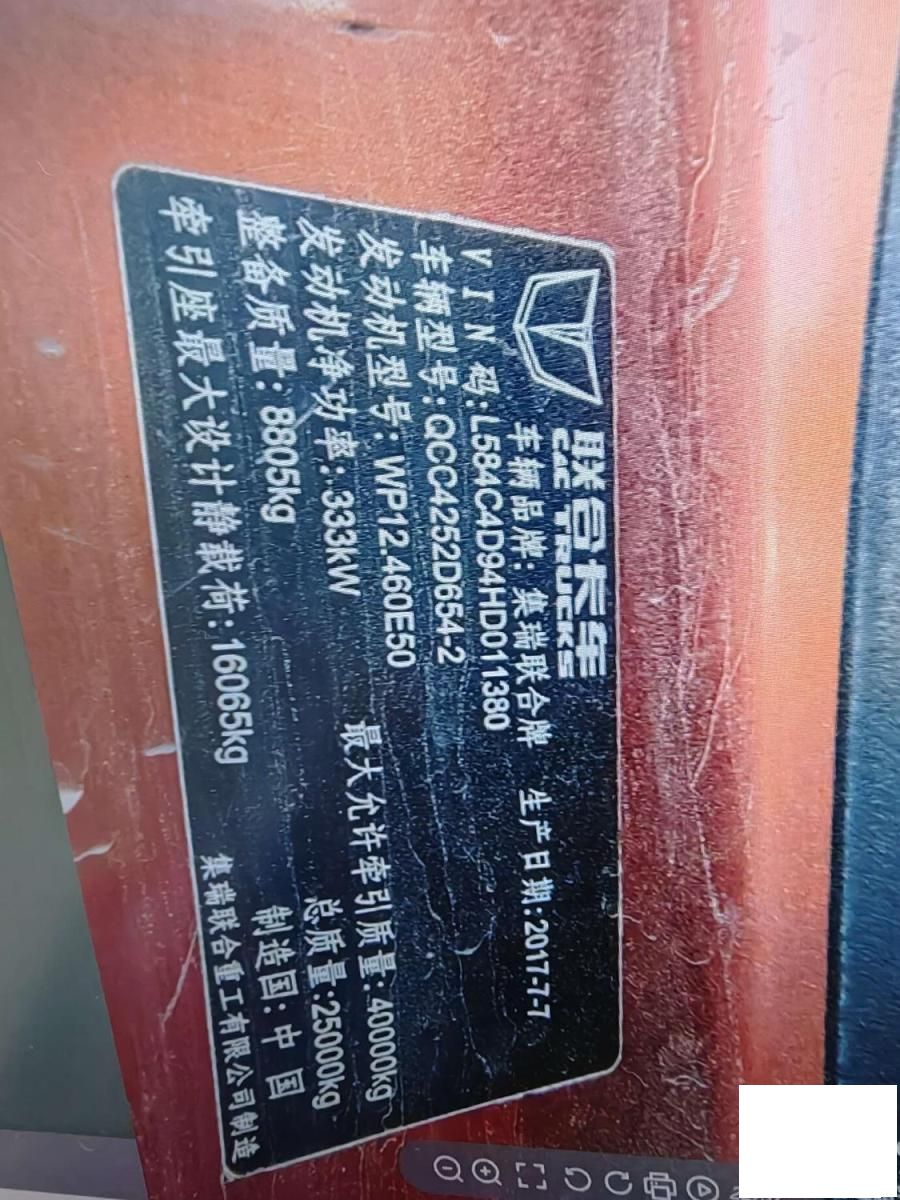 联合卡车
CAC TRUCKS
车辆品牌：集瑞联合牌 生产日期:2017-7-7
VIN码:L584C4D94HD011380
车辆型号:QCC4252D654-2
发动机型号:WP12.460E50 最大允许牵引质量:40000kg
发动机净功率:333kW 总质量:25000kg
整备质量:8805kg 制造国:中国
牵引座最大设计静载荷:16065kg 集瑞联合重工有限公司制造